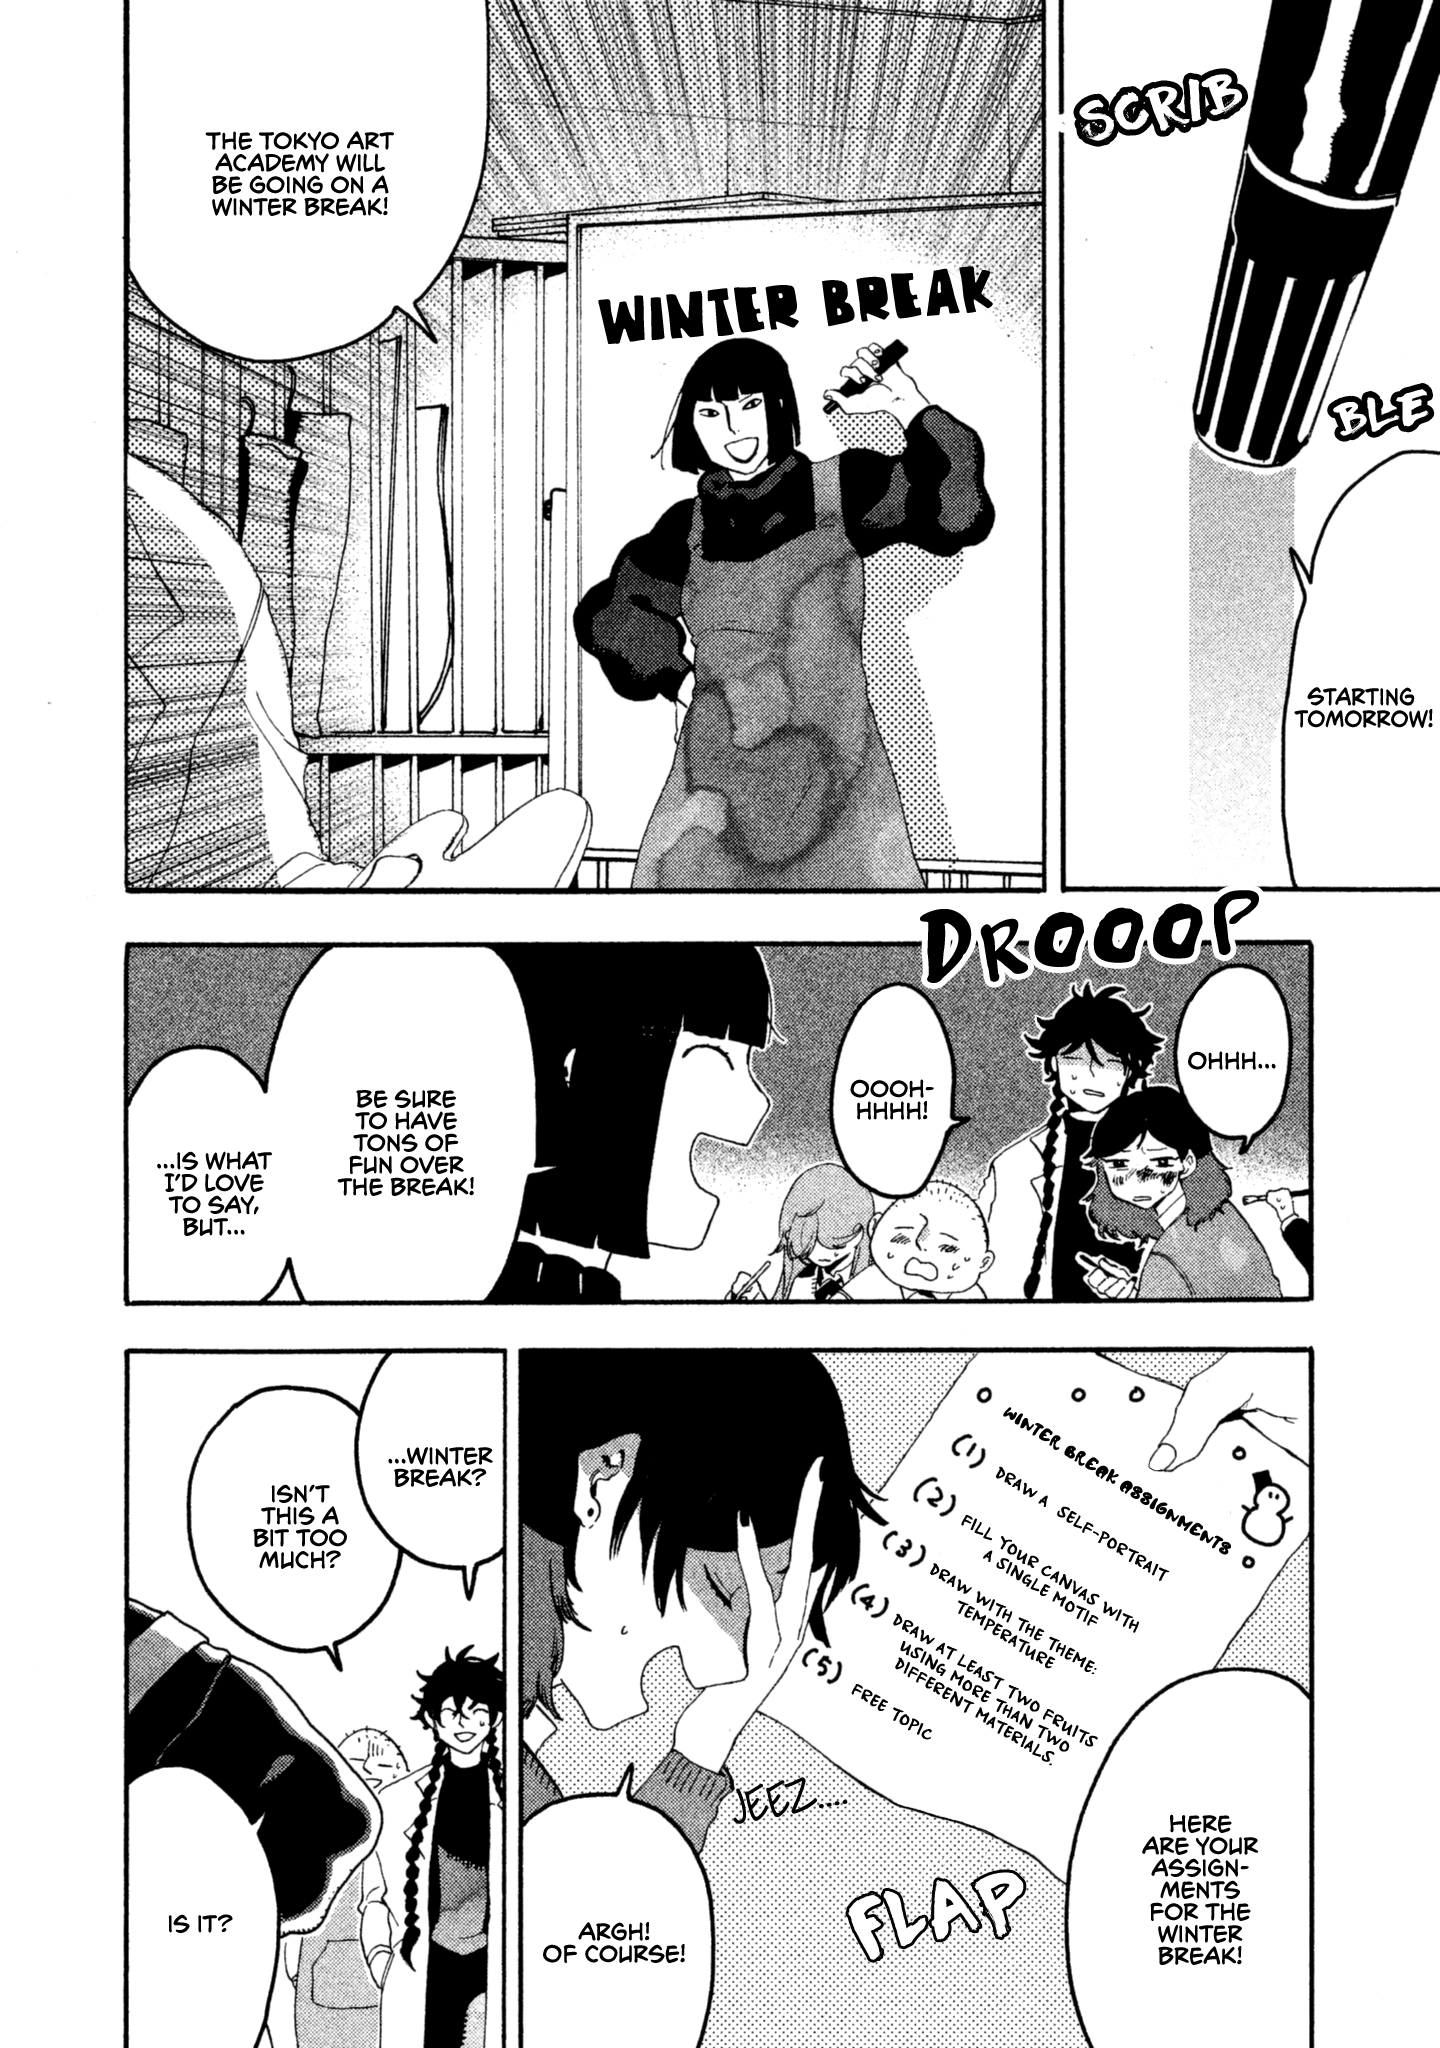 SCRIB
BLE
STARTING
TOMORROW!
THE TOKYO ART
ACADEMY WILL
BE GOING ON A
WINTER BREAK!
WINTER BREAK
DROOOP
OHHH...
OOOH-
HHHH!
BE SURE
TO HAVE
TONS OF
FUN OVER
THE BREAK!
...IS WHAT
I'D LOVE
TO SAY,
BUT...
WINTER BREAK ASSIGNMENTS
(1) DRAW A SELF-PORTRAIT
(2) FILL YOUR CANVAS WITH
A SINGLE MOTIF
(3) DRAW WITH THE THEME:
TEMPERATURE
(4) DRAW AT LEAST TWO FRUITS
USING MORE THAN TWO
DIFFERENT MATERIALS.
(5) FREE TOPIC
HERE
ARE YOUR
ASSIGN-
MENTS
FOR THE
WINTER
BREAK!
FLAP
JEEZ....
ARGH!
OF COURSE!
...WINTER
BREAK?
ISN'T
THIS A
BIT TOO
MUCH?
IS IT?